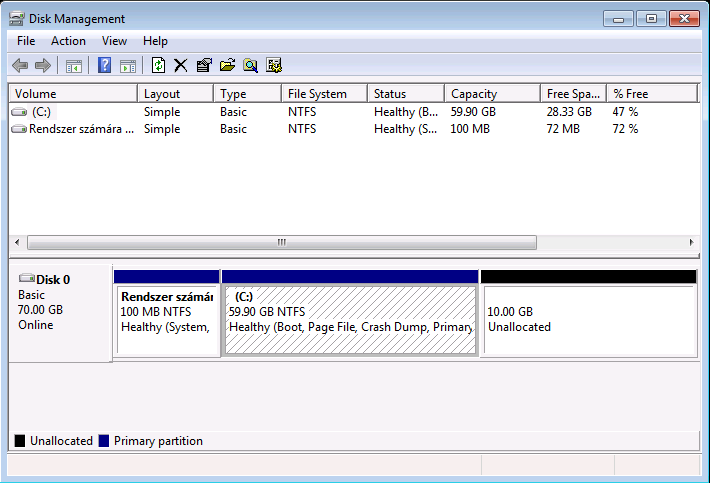 Disk Management
File Action View Help
Volume Layout Type File System Status Capacity Free Spa... % Free
(C:) Simple Basic NTFS Healthy (B... 59.90 GB 28.33 GB 47 %
Rendszer számára ... Simple Basic NTFS Healthy (S... 100 MB 72 MB 72 %
Disk 0
Basic
70.00 GB
Online
Rendszer számár
100 MB NTFS
Healthy (System,
(C:)
59.90 GB NTFS
Healthy (Boot, Page File, Crash Dump, Primary
10.00 GB
Unallocated
Unallocated Primary partition